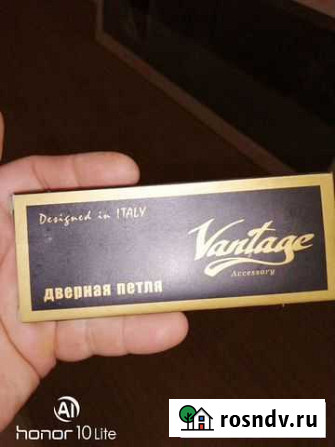 Designed in ITALY
Vantage
Accessory
дверная петля
AI
honor 10 Lite
rosndv.ru